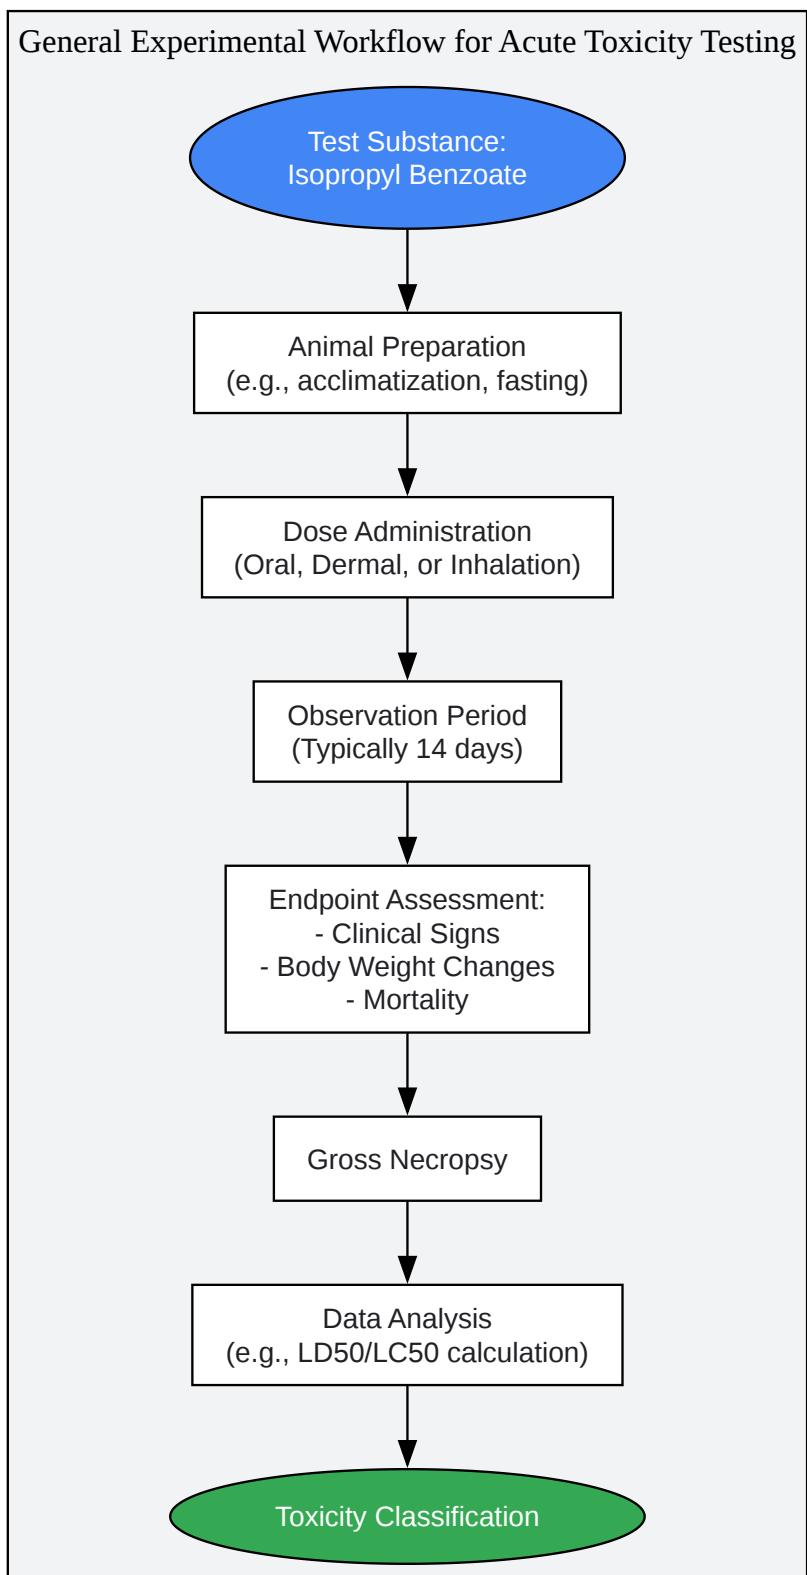 General Experimental Workflow for Acute Toxicity Testing
Test Substance:
Isopropyl Benzoate
Animal Preparation
(e.g., acclimatization, fasting)
Dose Administration
(Oral, Dermal, or Inhalation)
Observation Period
(Typically 14 days)
Endpoint Assessment:
- Clinical Signs
- Body Weight Changes
- Mortality
Gross Necropsy
Data Analysis
(e.g., LD50/LC50 calculation)
Toxicity Classification